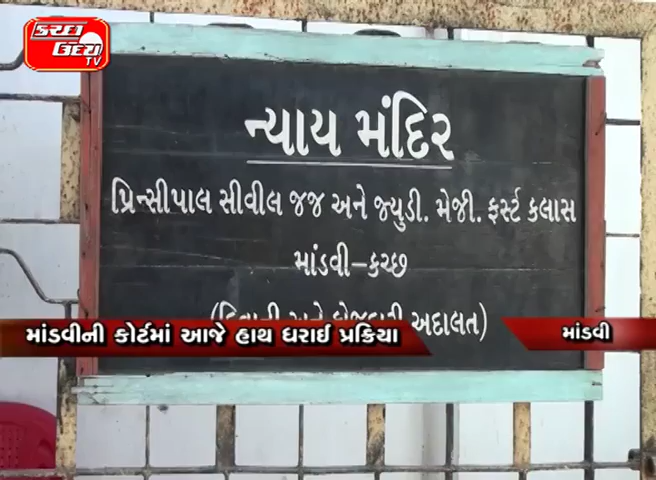 કચ્છ ઉદય TV
ન્યાય મંદિર
પ્રિન્સીપાલ સીવીલ જજ અને જ્યુડી. મેજી. ફર્સ્ટ કલાસ
માંડવી-કચ્છ
અદાલત)
માંડવીની કોર્ટમાં આજે હાથ ધરાઈ પ્રક્રિયા
માંડવી